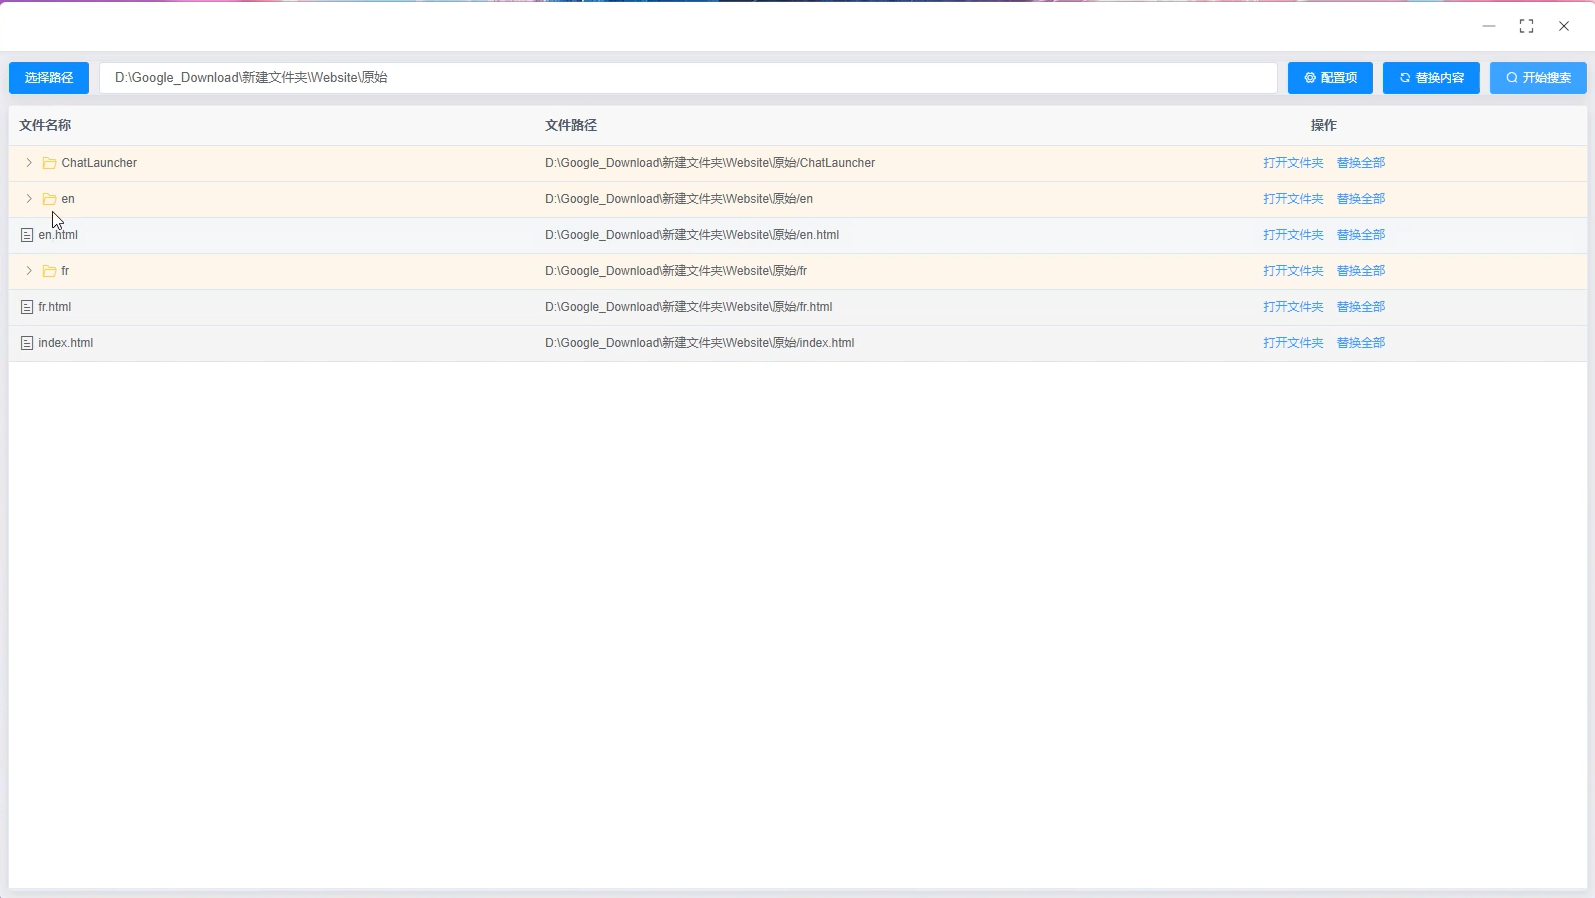 选择路径 D:\Google_Download\新建文件夹\Website\原始 配置项 替换内容 开始搜索
文件名称 文件路径 操作
ChatLauncher D:\Google_Download\新建文件夹\Website\原始/ChatLauncher 打开文件夹 替换全部
en D:\Google_Download\新建文件夹\Website\原始/en 打开文件夹 替换全部
en.html D:\Google_Download\新建文件夹\Website\原始/en.html 打开文件夹 替换全部
fr D:\Google_Download\新建文件夹\Website\原始/fr 打开文件夹 替换全部
fr.html D:\Google_Download\新建文件夹\Website\原始/fr.html 打开文件夹 替换全部
index.html D:\Google_Download\新建文件夹\Website\原始/index.html 打开文件夹 替换全部